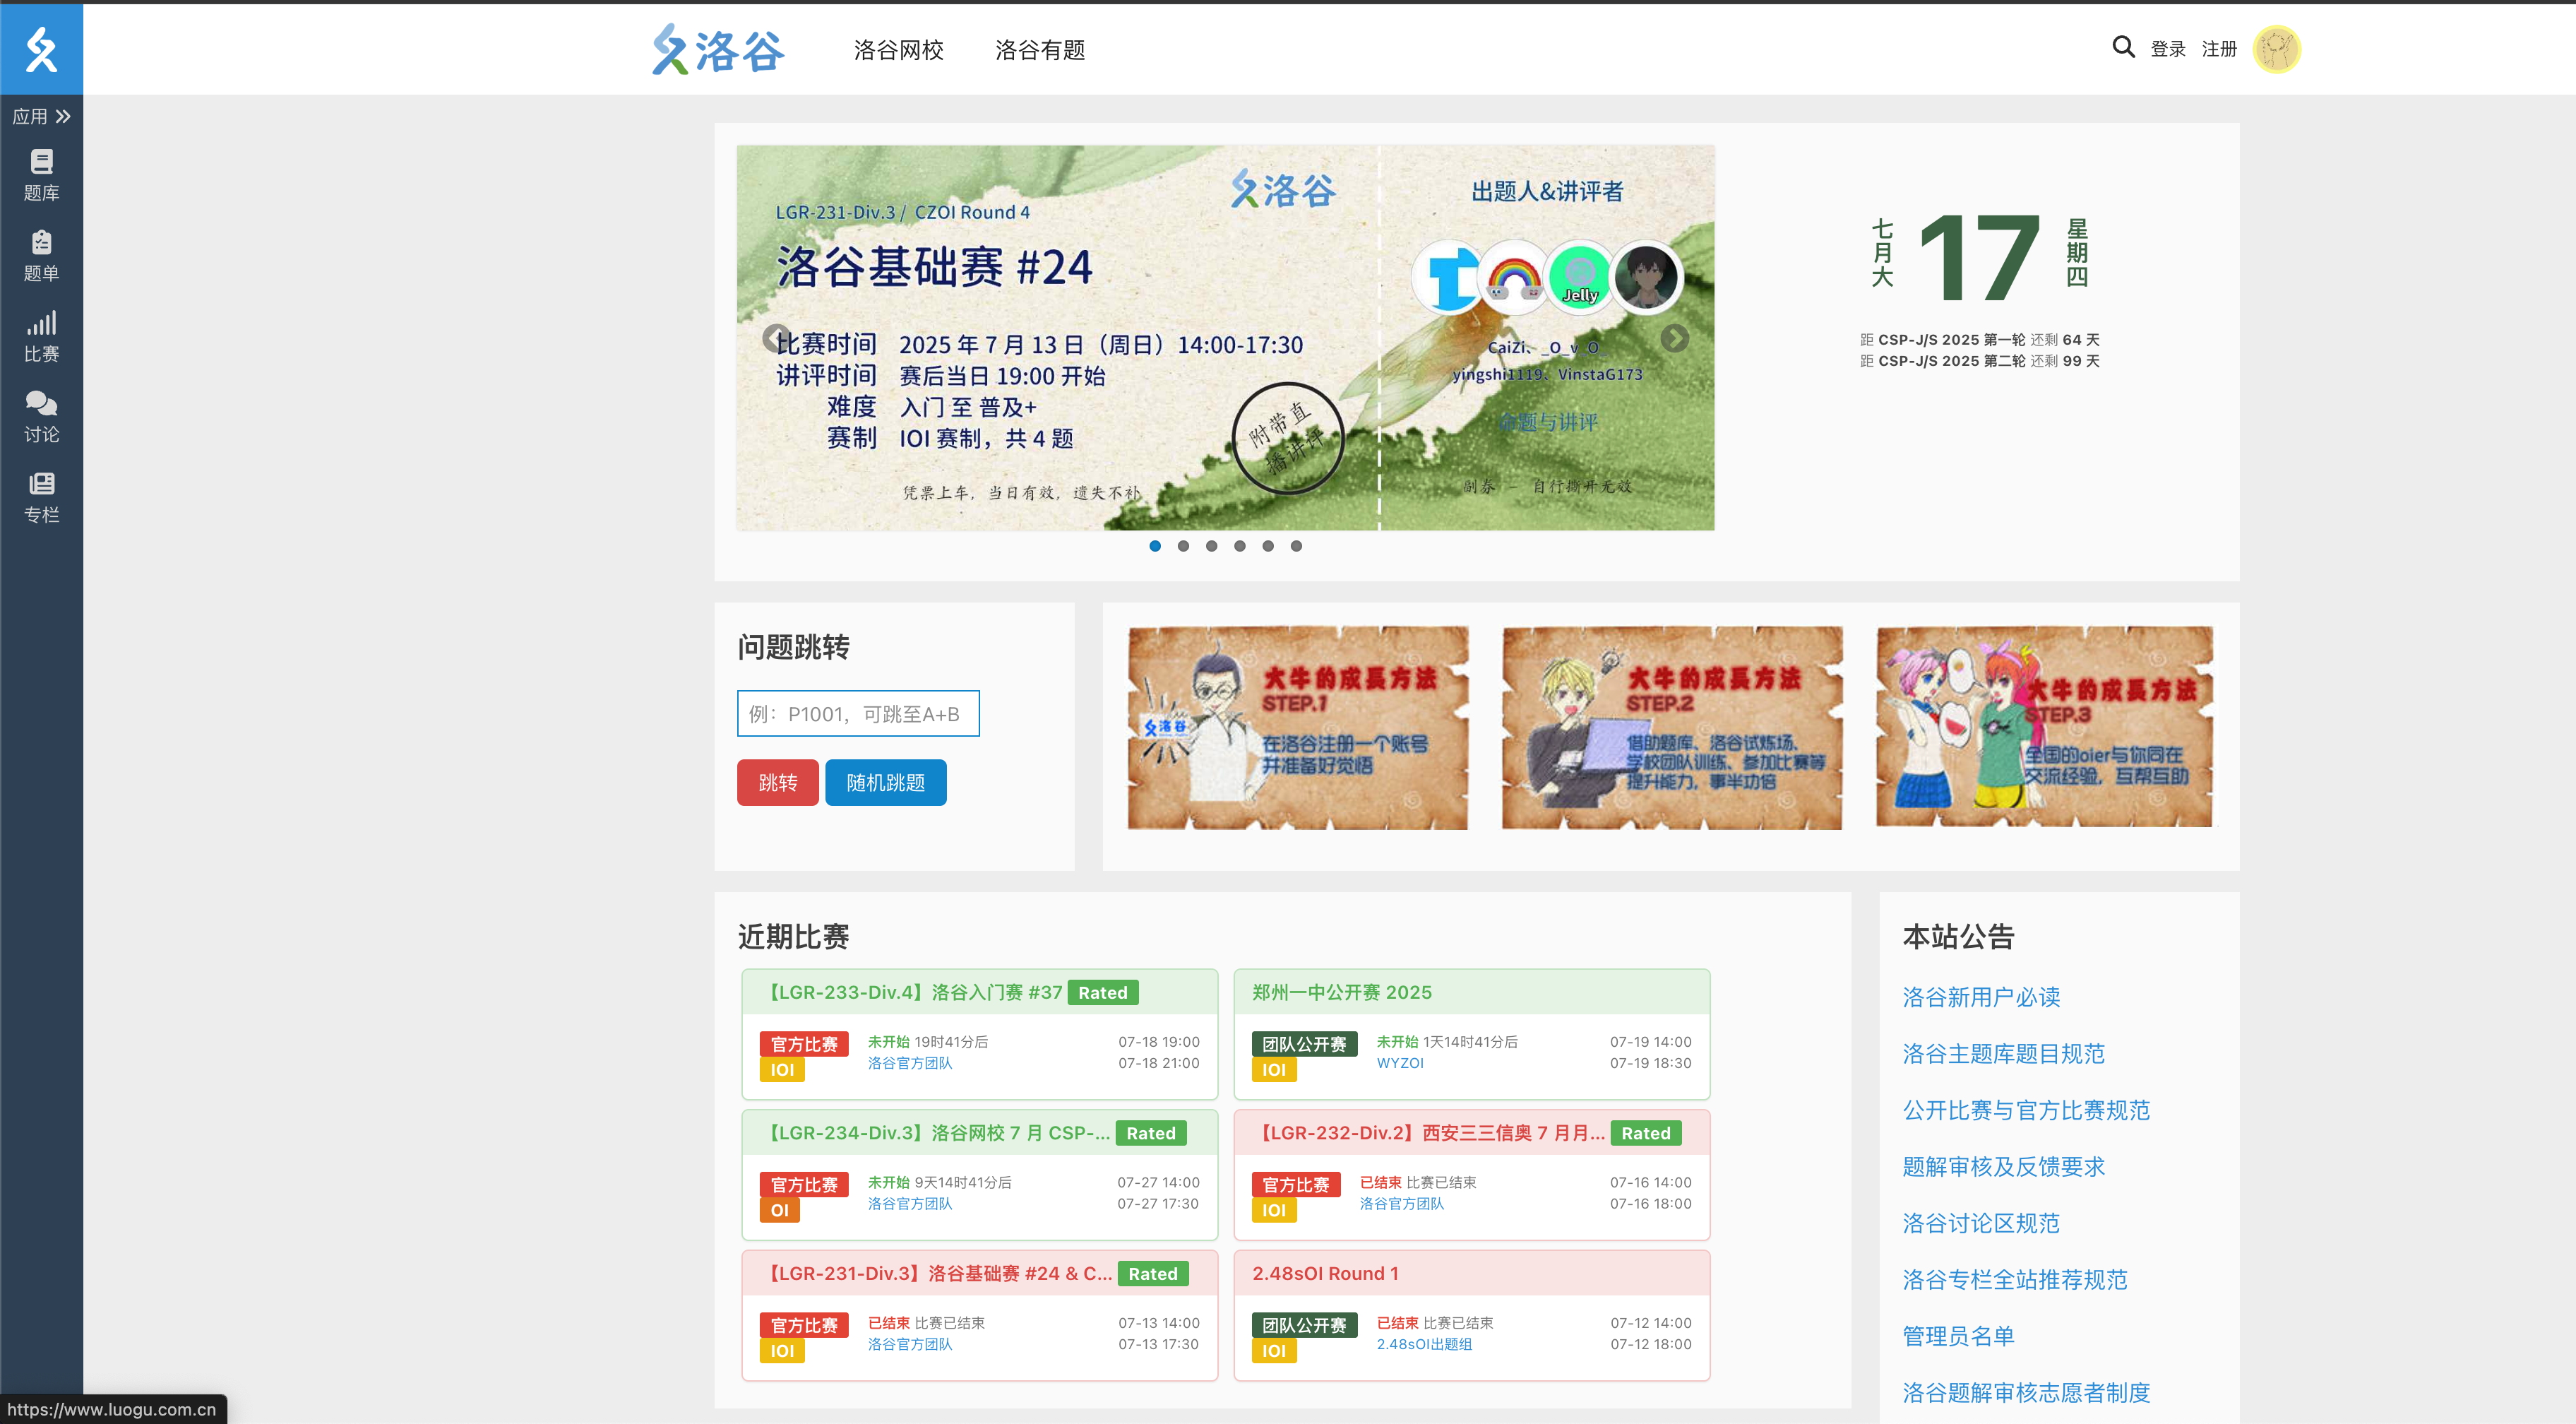 洛谷
洛谷网校
洛谷有题
登录
注册
应用
题库
题单
比赛
讨论
专栏
LGR-231-Div.3 / CZOI Round 4
洛谷
洛谷基础赛 #24
比赛时间 2025 年 7 月 13 日（周日）14:00-17:30
讲评时间 赛后当日 19:00 开始
难度 入门 至 普及+
赛制 IOI 赛制，共 4 题
附带直
播讲评
凭票上车，当日有效，遗失不补
出题人&讲评者
Jelly
CaiZi、_O_v_O_
yingshi1119、VinstaG173
命题与讲评
副券 — 自行撕开无效
七月大
17
星期四
距 CSP-J/S 2025 第一轮 还剩 64 天
距 CSP-J/S 2025 第二轮 还剩 99 天
问题跳转
例：P1001，可跳至A+B
跳转
随机跳题
洛谷
大牛的成長方法
STEP.1
在洛谷注册一个账号
并准备好觉悟
大牛的成長方法
STEP.2
借助题库、洛谷试炼场、
学校团队训练、参加比赛等
提升能力，事半功倍
大牛的成長方法
STEP.3
全国的oier与你同在
交流经验，互帮互助
近期比赛
【LGR-233-Div.4】洛谷入门赛 #37 Rated
官方比赛 未开始 19时41分后 07-18 19:00
IOI 洛谷官方团队 07-18 21:00
郑州一中公开赛 2025
团队公开赛 未开始 1天14时41分后 07-19 14:00
IOI WYZOI 07-19 18:30
【LGR-234-Div.3】洛谷网校 7 月 CSP-... Rated
官方比赛 未开始 9天14时41分后 07-27 14:00
OI 洛谷官方团队 07-27 17:30
【LGR-232-Div.2】西安三三信奥 7 月月... Rated
官方比赛 已结束 比赛已结束 07-16 14:00
IOI 洛谷官方团队 07-16 18:00
【LGR-231-Div.3】洛谷基础赛 #24 & C... Rated
官方比赛 已结束 比赛已结束 07-13 14:00
IOI 洛谷官方团队 07-13 17:30
2.48sOI Round 1
团队公开赛 已结束 比赛已结束 07-12 14:00
IOI 2.48sOI出题组 07-12 18:00
本站公告
洛谷新用户必读
洛谷主题库题目规范
公开比赛与官方比赛规范
题解审核及反馈要求
洛谷讨论区规范
洛谷专栏全站推荐规范
管理员名单
洛谷题解审核志愿者制度
https://www.luogu.com.cn